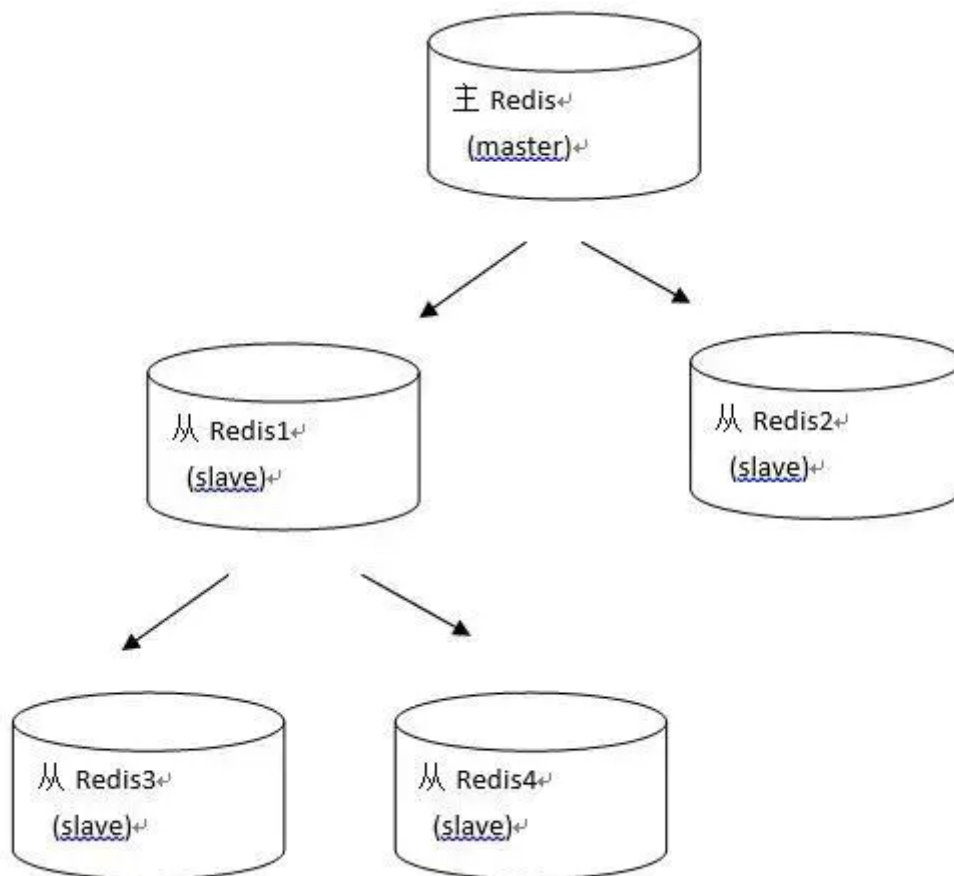 主 Redis↵
(master)↵
从 Redis1↵
(slave)↵
从 Redis2↵
(slave)↵
从 Redis3↵
(slave)↵
从 Redis4↵
(slave)↵